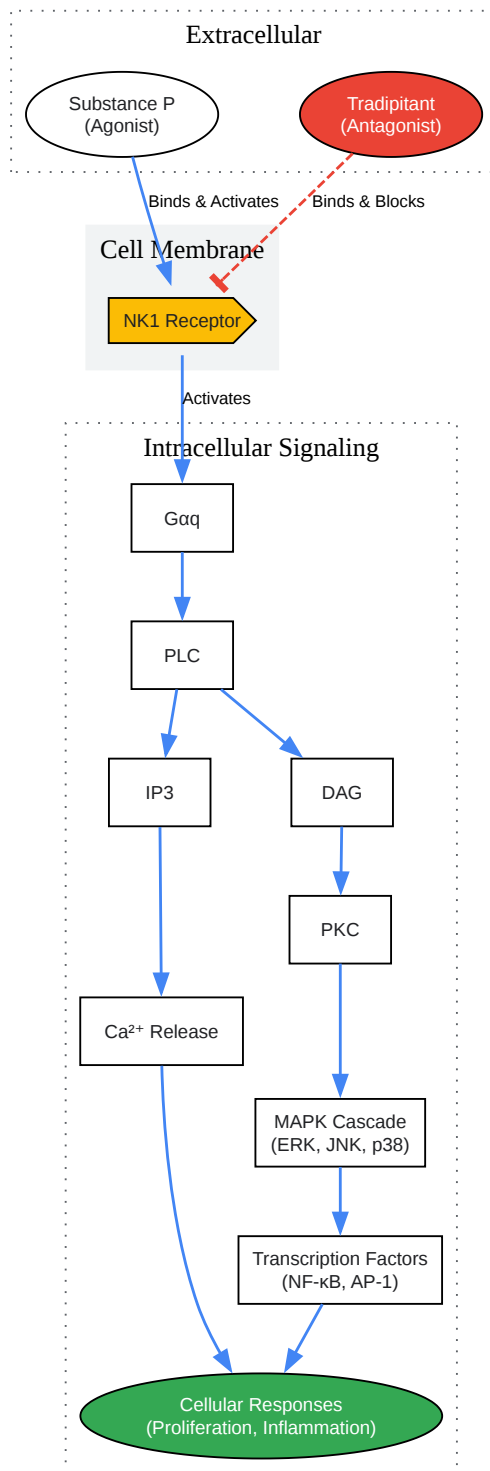 Extracellular
Substance P
(Agonist)
Tradipitant
(Antagonist)
Binds & Activates
Binds & Blocks
Cell Membrane
NK1 Receptor
Activates
Intracellular Signaling
Gαq
PLC
IP3
DAG
PKC
Ca²⁺ Release
MAPK Cascade
(ERK, JNK, p38)
Transcription Factors
(NF-κB, AP-1)
Cellular Responses
(Proliferation, Inflammation)